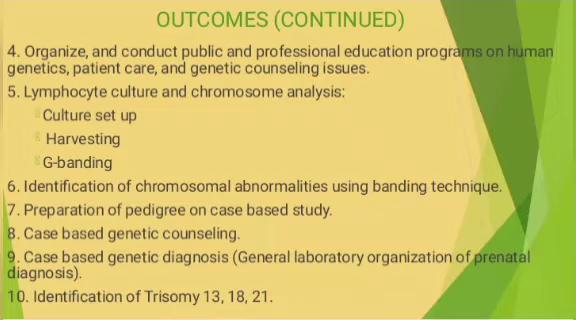 OUTCOMES (CONTINUED)
4. Organize, and conduct public and professional education programs on human
genetics, patient care, and genetic counseling issues.
5. Lymphocyte culture and chromosome analysis:
Culture set up
Harvesting
G-banding
6. Identification of chromosomal abnormalities using banding technique.
7. Preparation of pedigree on case based study.
8. Case based genetic counseling.
9. Case based genetic diagnosis (General laboratory organization of prenatal
diagnosis).
10. Identification of Trisomy 13, 18, 21.